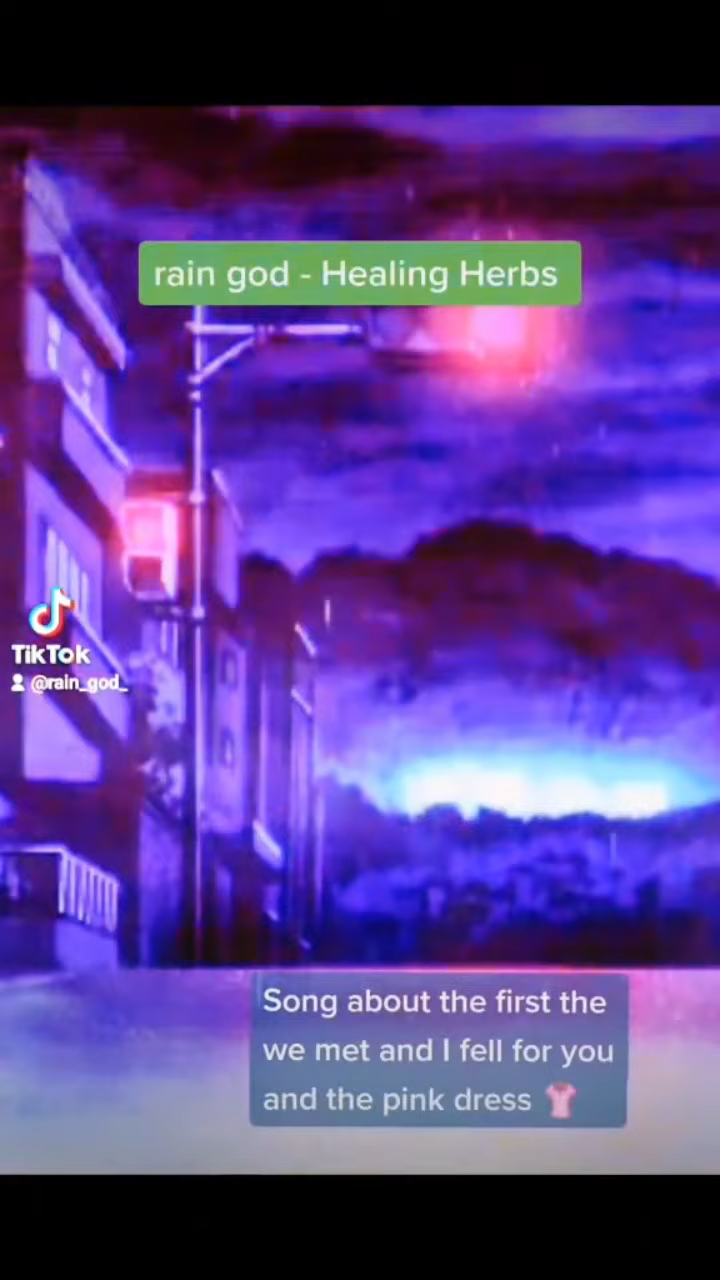 rain god - Healing Herbs
TikTok
@rain_god_
Song about the first the
we met and I fell for you
and the pink dress 👚